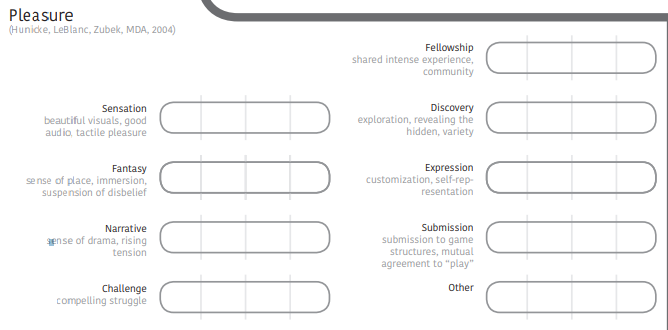 Pleasure
(Hunicke, LeBlanc, Zubek, MDA, 2004)
Sensation
beautiful visuals, good
audio, tactile pleasure
Fantasy
sense of place, immersion,
suspension of disbelief
Narrative
sense of drama, rising
tension
Challenge
compelling struggle
Fellowship
shared intense experience,
community
Discovery
exploration, revealing the
hidden, variety
Expression
customization, self-rep-
resentation
Submission
submission to game
structures, mutual
agreement to “play”
Other